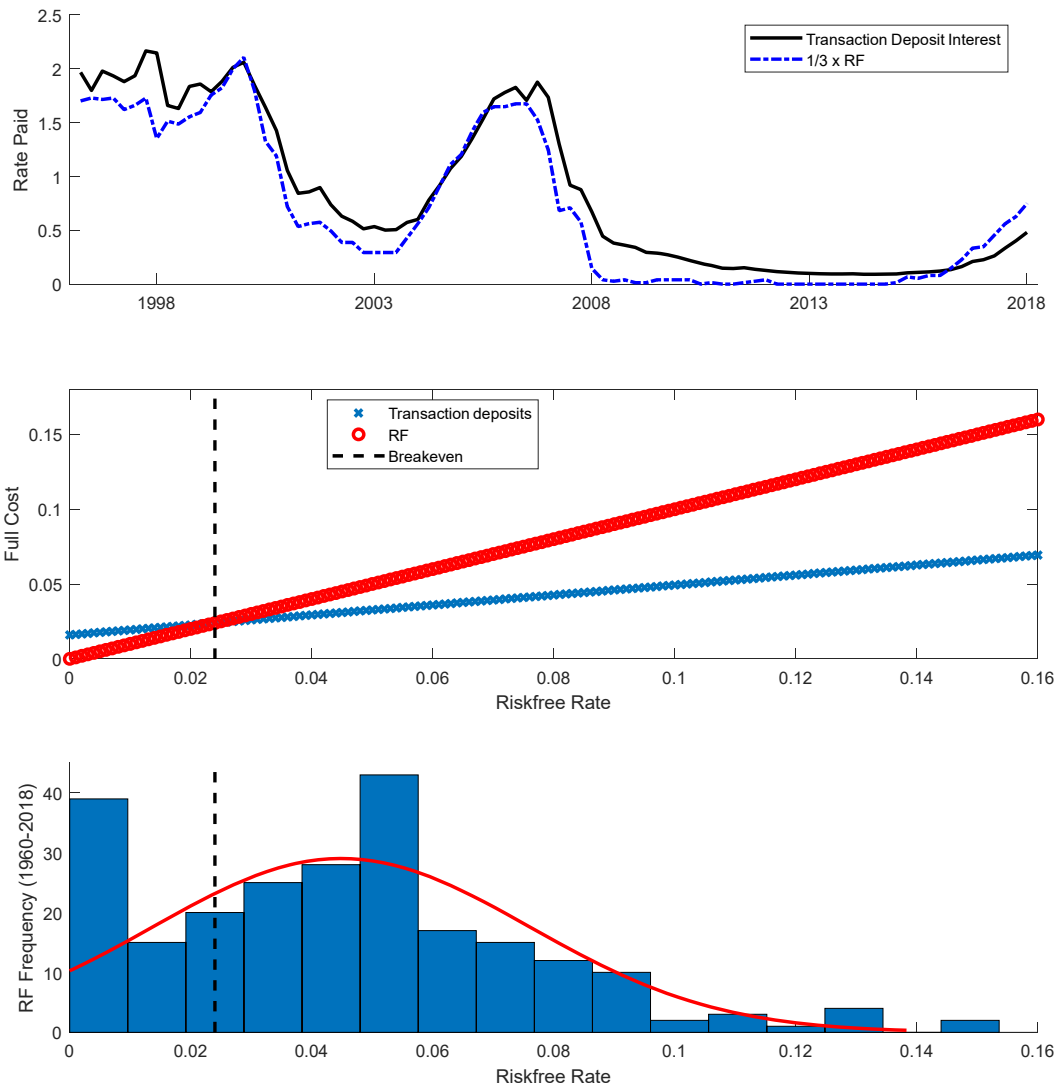 2.5
2
1.5
1
0.5
0
Rate Paid
Transaction Deposit Interest
1/3 x RF
1998 2003 2008 2013 2018
0.15
0.1
0.05
0
Full Cost
Transaction deposits
RF
Breakeven
0 0.02 0.04 0.06 0.08 0.1 0.12 0.14 0.16
Riskfree Rate
40
30
20
10
0
RF Frequency (1960-2018)
0 0.02 0.04 0.06 0.08 0.1 0.12 0.14 0.16
Riskfree Rate